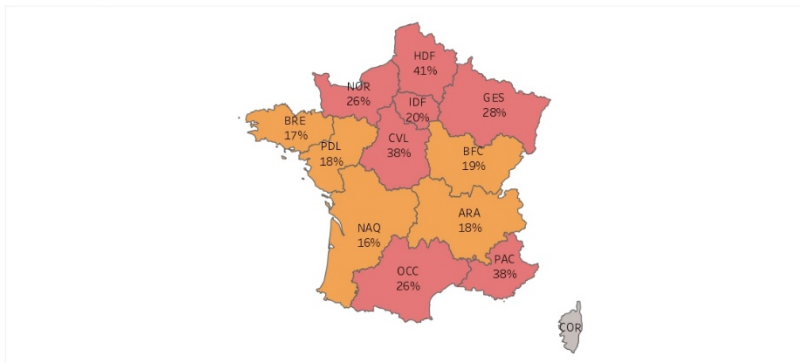 HDF
41%
NOR
26%
IDF
20%
GES
28%
BRE
17%
PDL
18%
CVL
38%
BFC
19%
NAQ
16%
ARA
18%
OCC
26%
PAC
38%
COR